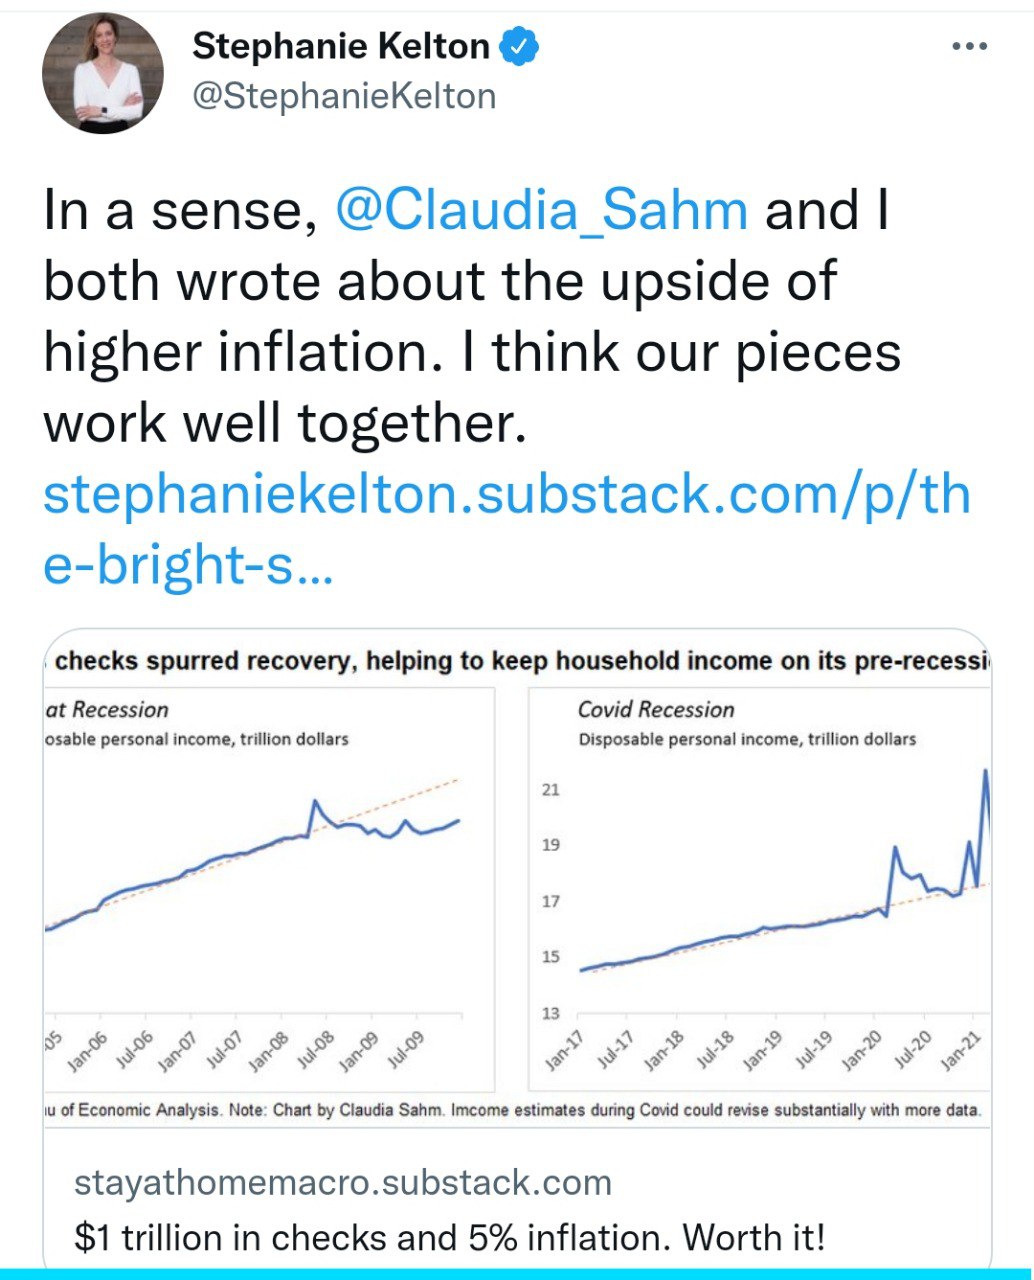 Stephanie Kelton
@StephanieKelton
In a sense, @Claudia_Sahm and I
both wrote about the upside of
higher inflation. I think our pieces
work well together.
stephaniekelton.substack.com/p/th
e-bright-s...
checks spurred recovery, helping to keep household income on its pre-recessi
at Recession
osable personal income, trillion dollars
05
Jan-06
Jul-06
Jan-07
Jul-07
Jan-08
Jul-08
Jan-09
Jul-09
Covid Recession
Disposable personal income, trillion dollars
21
19
17
15
13
Jan-17
Jul-17
Jan-18
Jul-18
Jan-19
Jul-19
Jan-20
Jul-20
Jan-21
u of Economic Analysis. Note: Chart by Claudia Sahm. Imcome estimates during Covid could revise substantially with more data.
stayathomemacro.substack.com
$1 trillion in checks and 5% inflation. Worth it!